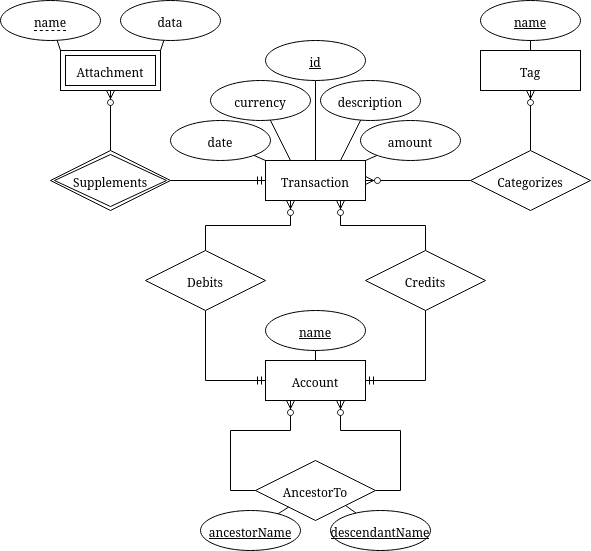 name
data
name
Attachment
id
Tag
currency
description
date
amount
Supplements
Transaction
Categorizes
Debits
Credits
name
Account
AncestorTo
ancestorName
descendantName